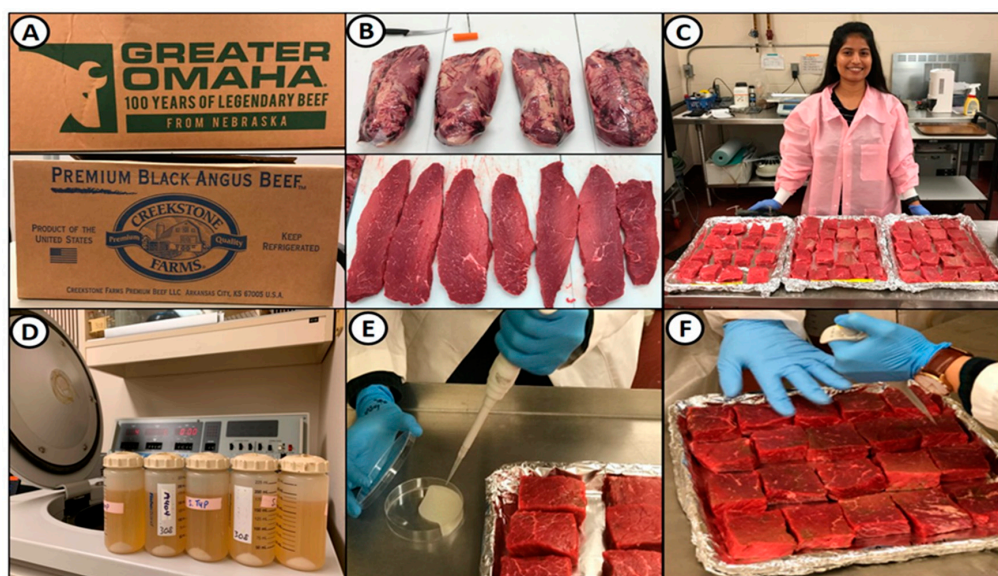 A
GREATER
OMAHA
100 YEARS OF LEGENDARY BEEF
FROM NEBRASKA
PREMIUM BLACK ANGUS BEEF™
PRODUCT OF THE
UNITED STATES
CREEKSTONE
Premium Quality
FARMS
KEEP
REFRIGERATED
CREEKSTONE FARMS PREMIUM BEEF LLC. ARKANSAS CITY, KS 67005 U.S.A.
B
C
D
E
F